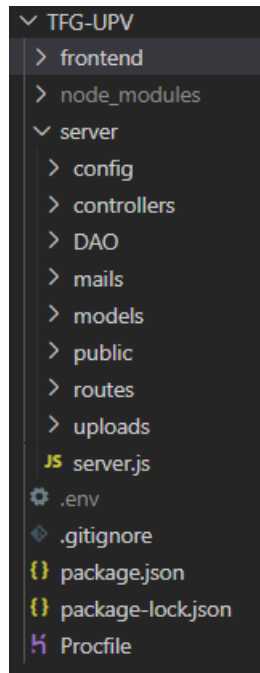 TFG-UPV
frontend
node_modules
server
config
controllers
DAO
mails
models
public
routes
uploads
JS server.js
.env
.gitignore
{} package.json
{} package-lock.json
Procfile